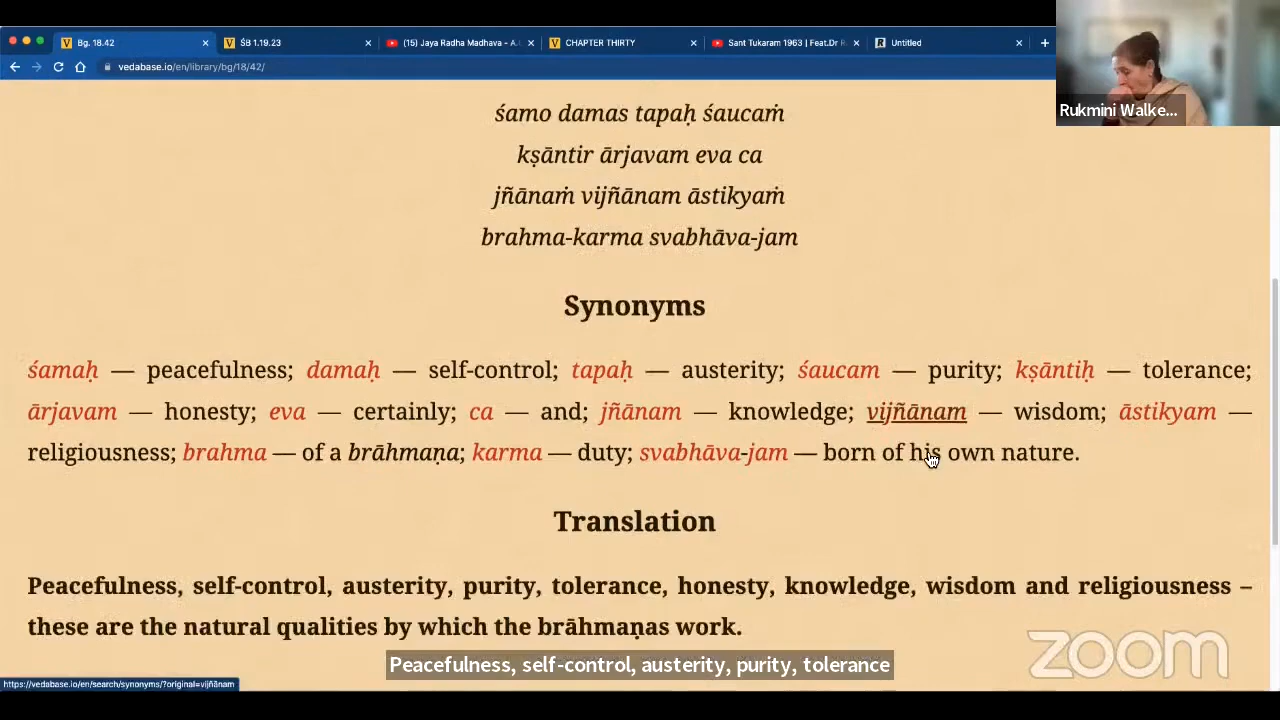 Bg. 18.42
ŚB 1.19.23
(15) Jaya Radha Madhava - A.
CHAPTER THIRTY
Sant Tukaram 1963 | Feat.Dr R
Untitled
vedabase.io/en/library/bg/18/42/
Rukmini Walke...
śamo damas tapaḥ śaucaṁ
kṣāntir ārjavam eva ca
jñānaṁ vijñānam āstikyaṁ
brahma-karma svabhāva-jam
Synonyms
śamaḥ — peacefulness; damaḥ — self-control; tapaḥ — austerity; śaucam — purity; kṣāntiḥ — tolerance;
ārjavam — honesty; eva — certainly; ca — and; jñānam — knowledge; vijñānam — wisdom; āstikyam —
religiousness; brahma — of a brāhmaṇa; karma — duty; svabhāva-jam — born of his own nature.
Translation
Peacefulness, self-control, austerity, purity, tolerance, honesty, knowledge, wisdom and religiousness –
these are the natural qualities by which the brāhmaṇas work.
Peacefulness, self-control, austerity, purity, tolerance
zoom
https://vedabase.io/en/search/synonyms/?original=vijñānam